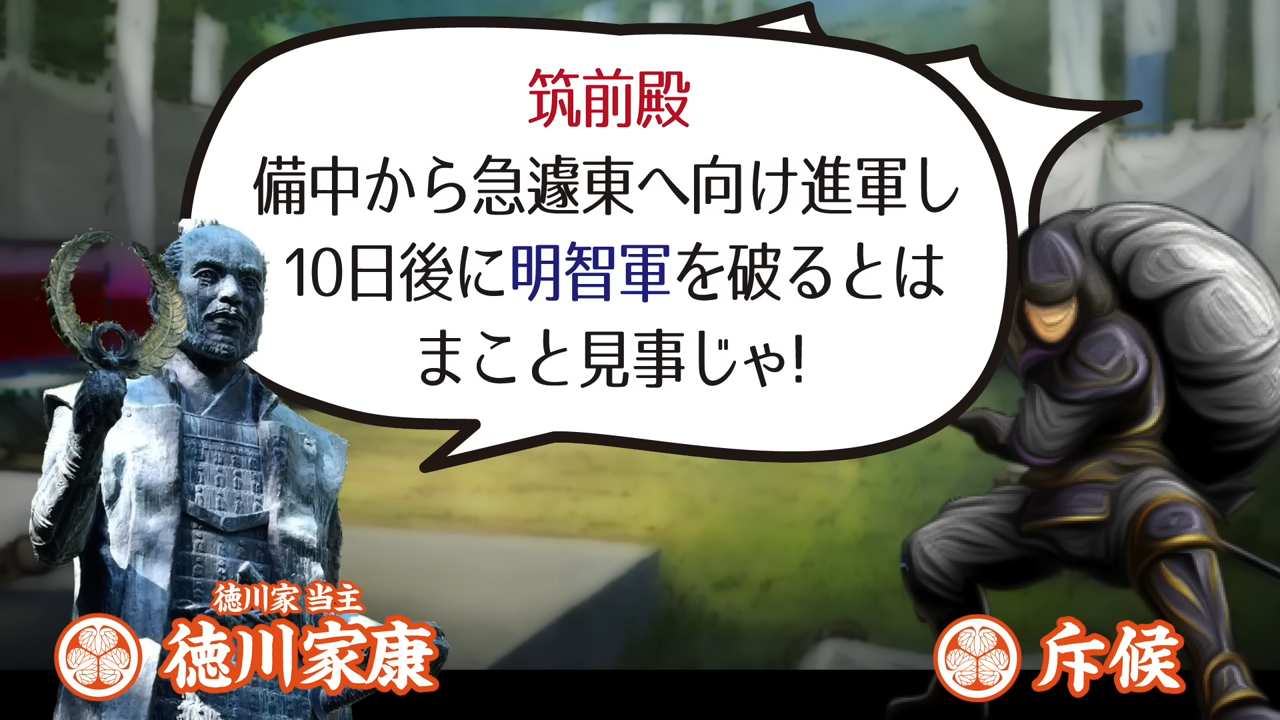 筑前殿
備中から急遽東へ向け進軍し
10日後に明智軍を破るとは
まこと見事じゃ!
徳川家 当主
徳川家康
斥候